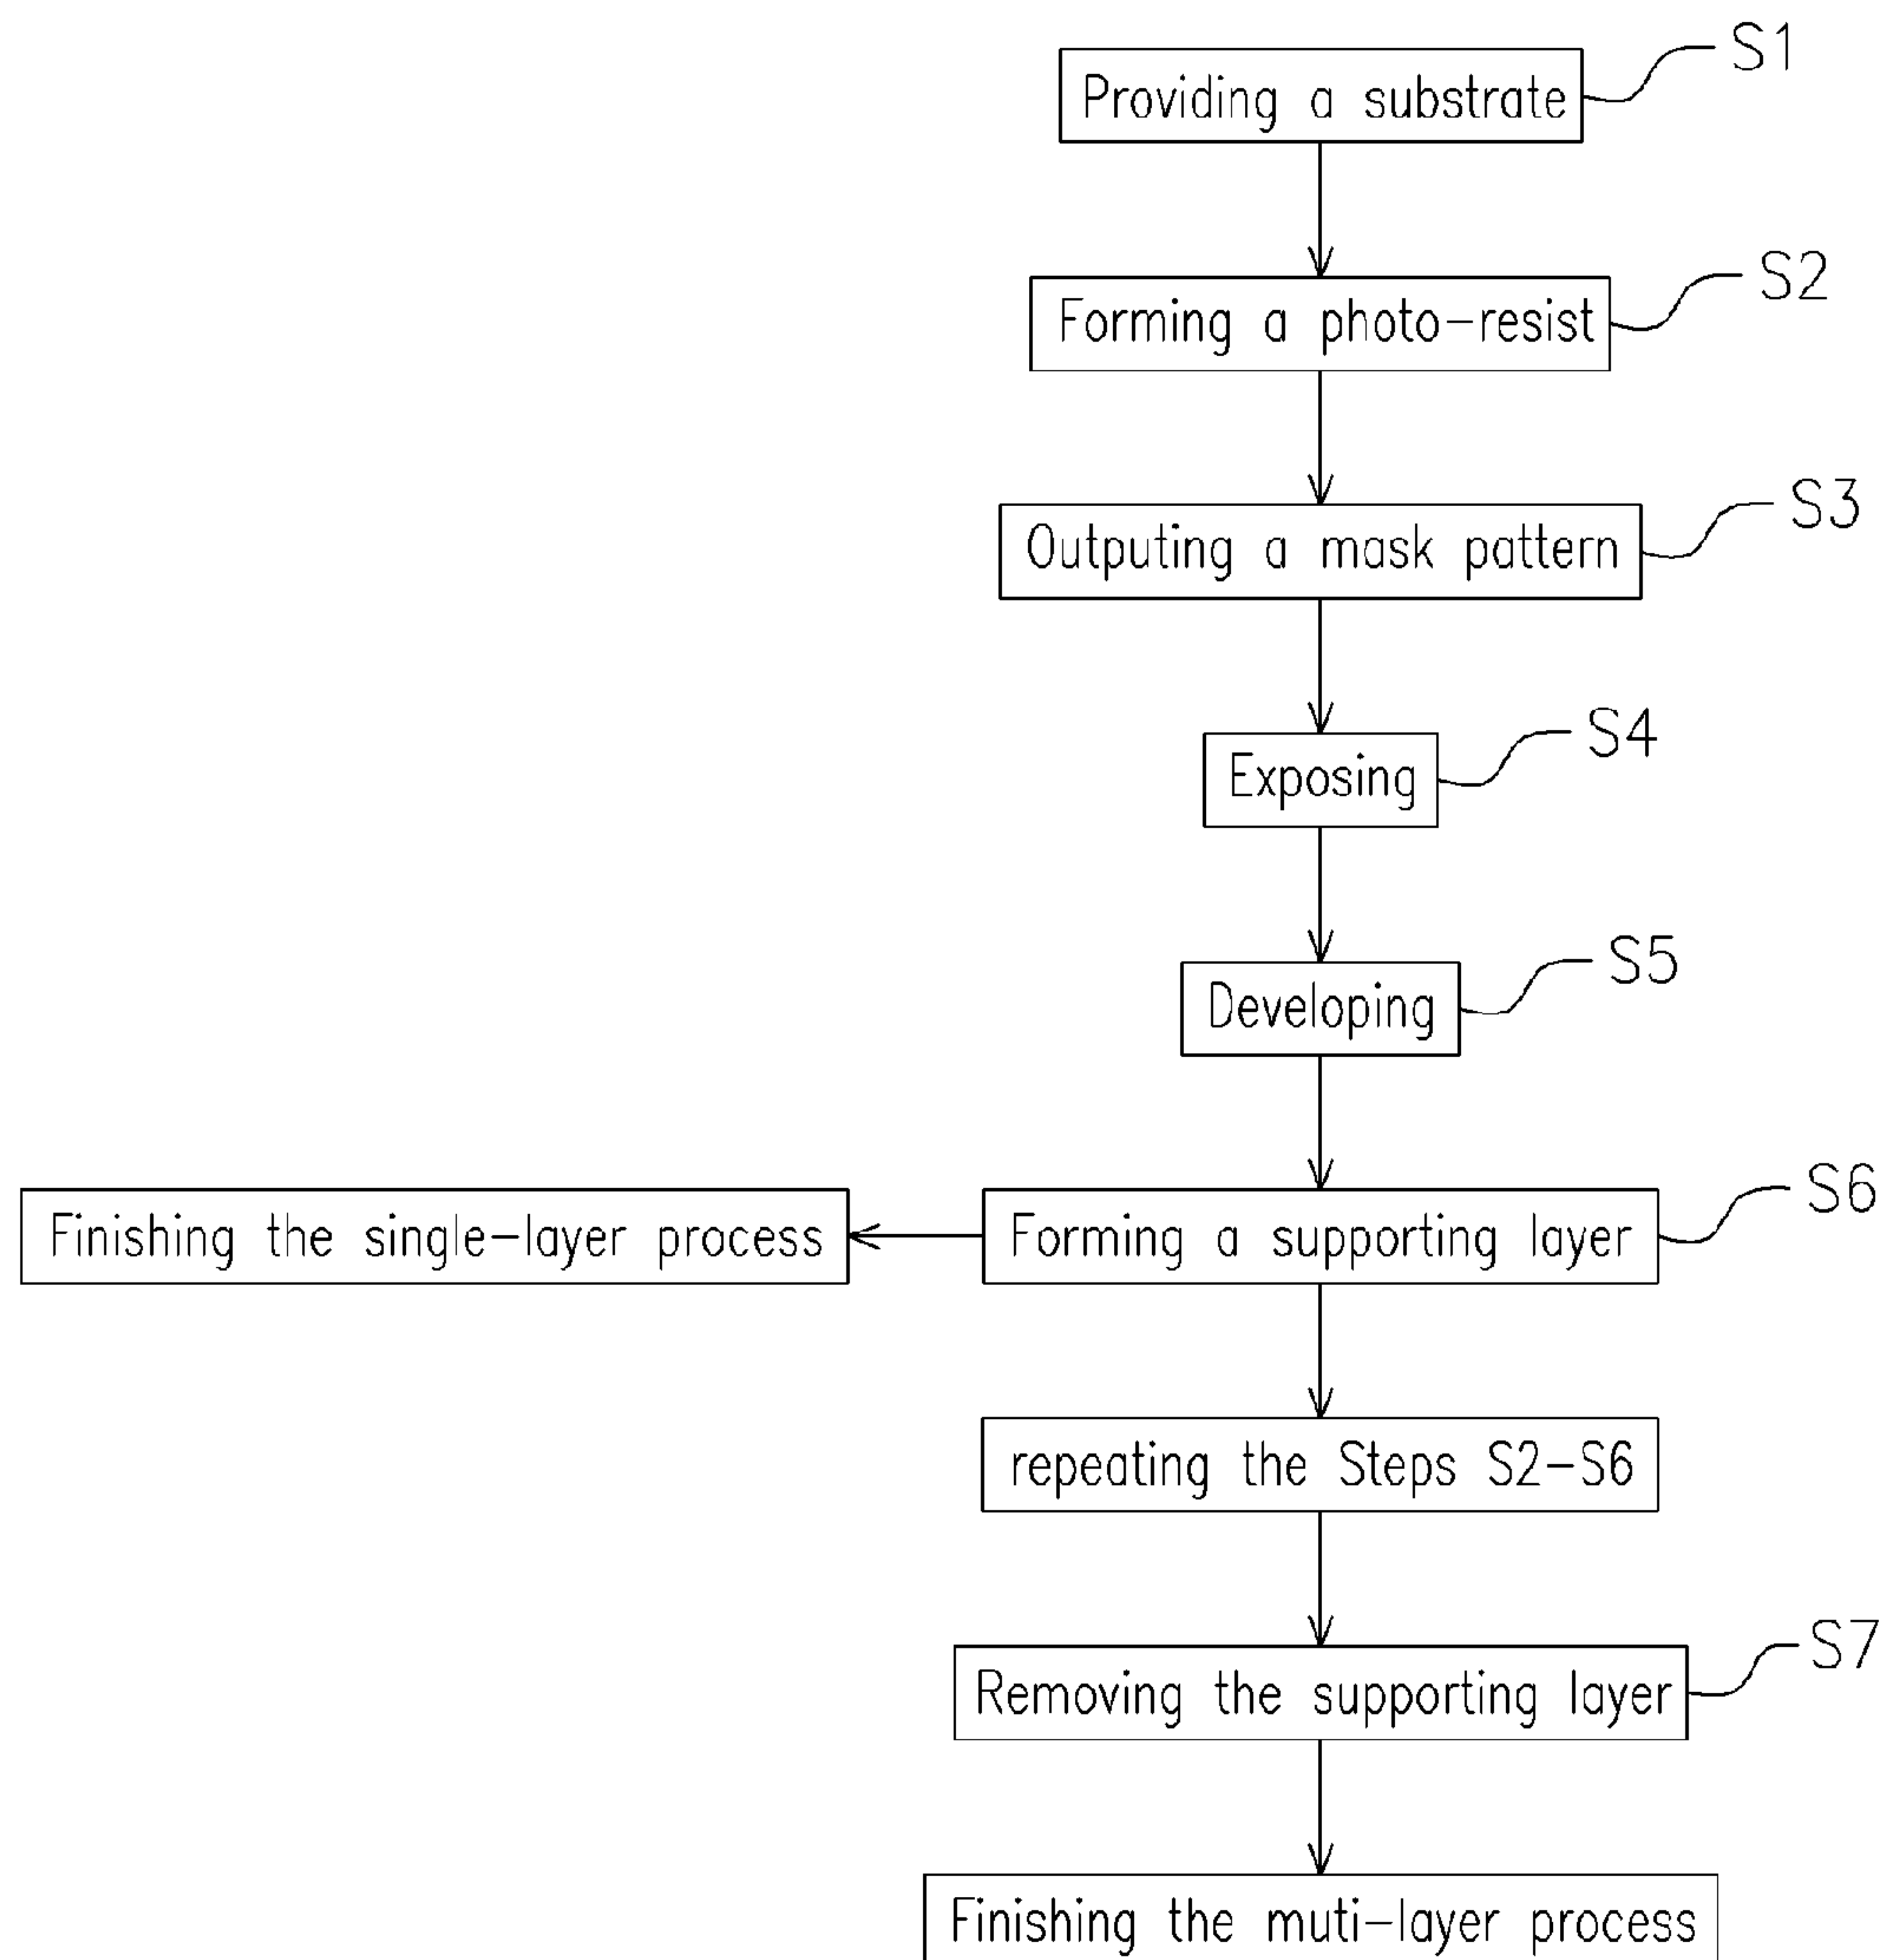 S1
Providing a substrate
S2
Forming a photo-resist
S3
Outputing a mask pattern
S4
Exposing
S5
Developing
S6
Finishing the single-layer process
Forming a supporting layer
repeating the Steps S2-S6
S7
Removing the supporting layer
Finishing the muti-layer process